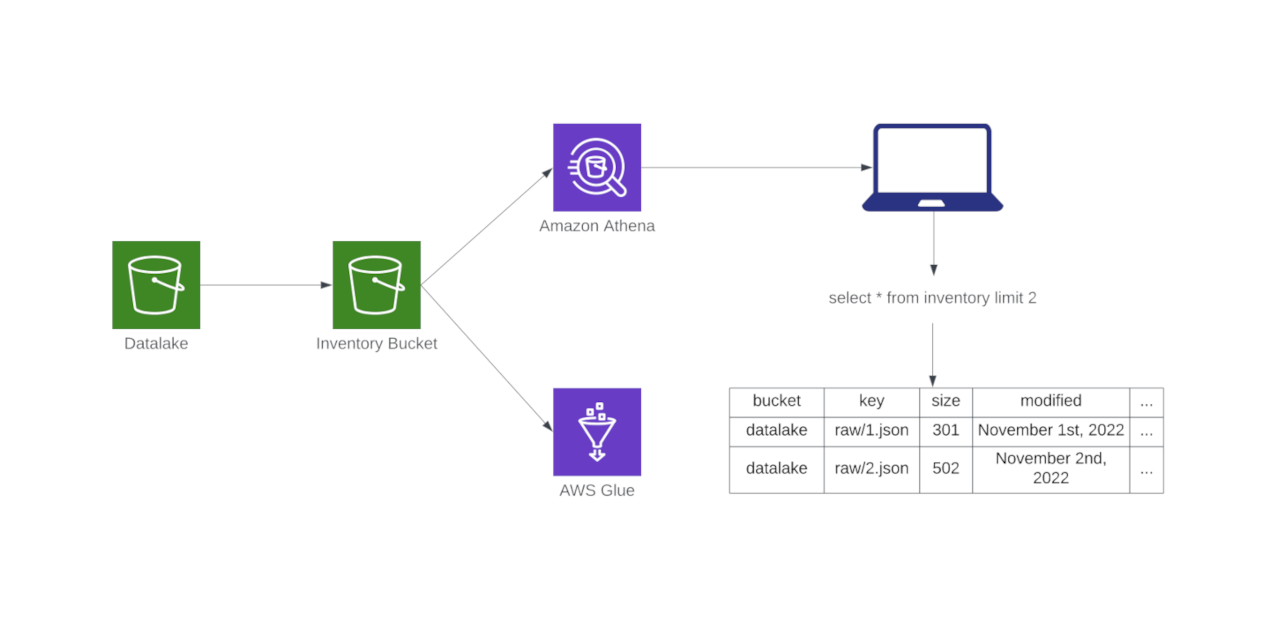 Amazon Athena
Datalake
Inventory Bucket
AWS Glue
select * from inventory limit 2
bucket key size modified ...
datalake raw/1.json 301 November 1st, 2022 ...
datalake raw/2.json 502 November 2nd, ...
2022